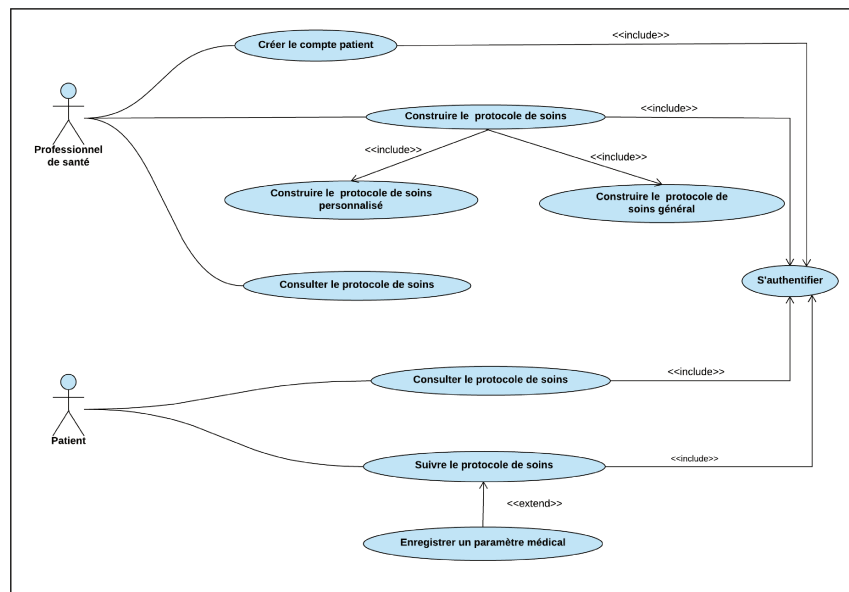 Créer le compte patient
<<include>>
Professionnel
de santé
Construire le protocole de soins
<<include>>
<<include>>
<<include>>
Construire le protocole de soins
personnalisé
Construire le protocole de
soins général
Consulter le protocole de soins
S'authentifier
Patient
Consulter le protocole de soins
<<include>>
Suivre le protocole de soins
<<include>>
<<extend>>
Enregistrer un paramètre médical